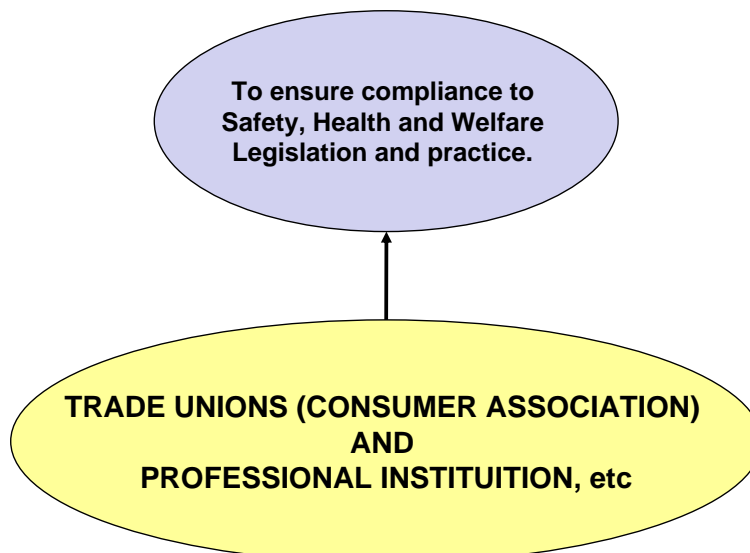 To ensure compliance to
Safety, Health and Welfare
Legislation and practice.
TRADE UNIONS (CONSUMER ASSOCIATION)
AND
PROFESSIONAL INSTITUITION, etc